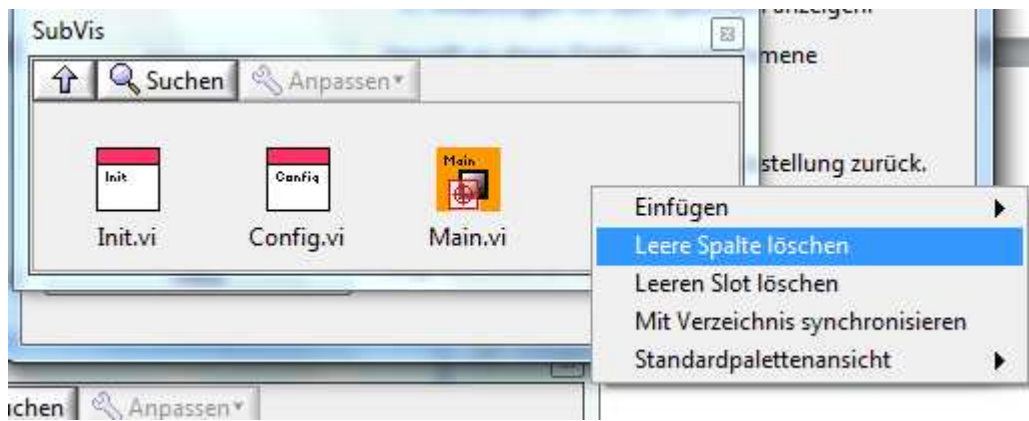 SubVis
anzeigen.
mene
Suchen
Anpassen
Main
Init
Config
stellung zurück.
Init.vi
Config.vi
Main.vi
Einfügen
Leere Spalte löschen
Leeren Slot löschen
Mit Verzeichnis synchronisieren
Standardpalettenansicht
uchen
Anpassen